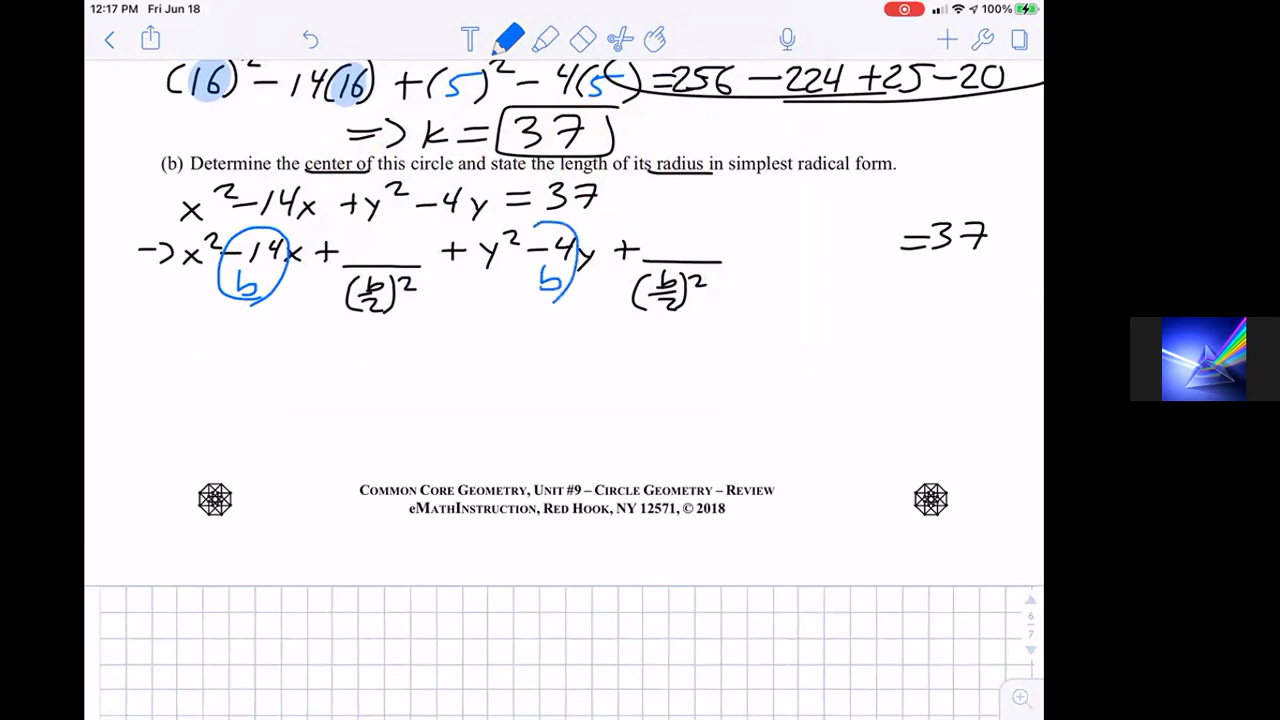 12:17 PM Fri Jun 18 100%
T
(16)² - 14(16) + (5)² - 4(5) = 256 - 224 + 25 - 20
=> k = 37
(b) Determine the center of this circle and state the length of its radius in simplest radical form.
x² - 14x + y² - 4y = 37
-> x² - 14x + ___ + y² - 4y + ___ = 37
b (b/2)² b (b/2)²
COMMON CORE GEOMETRY, UNIT #9 – CIRCLE GEOMETRY – REVIEW
eMATHINSTRUCTION, RED HOOK, NY 12571, © 2018
6
7